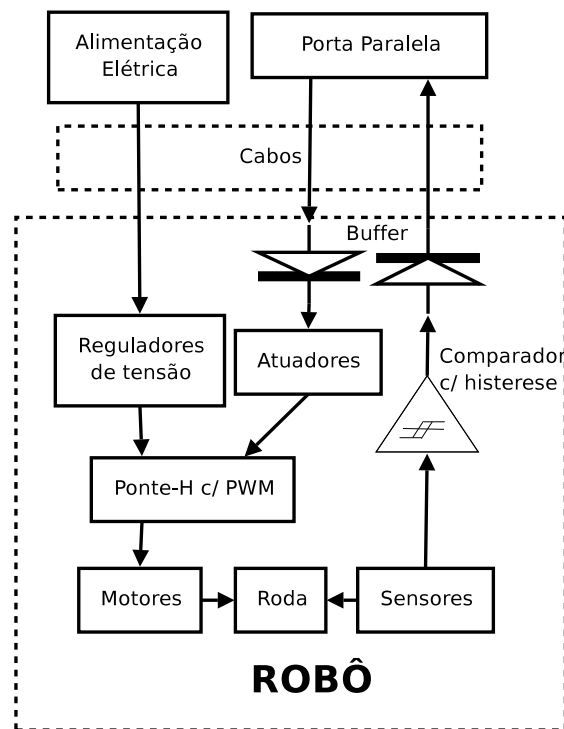 Alimentação
Elétrica
Porta Paralela
Cabos
Buffer
Reguladores
de tensão
Atuadores
Comparador
c/ histerese
Ponte-H c/ PWM
Motores
Roda
Sensores
ROBÔ